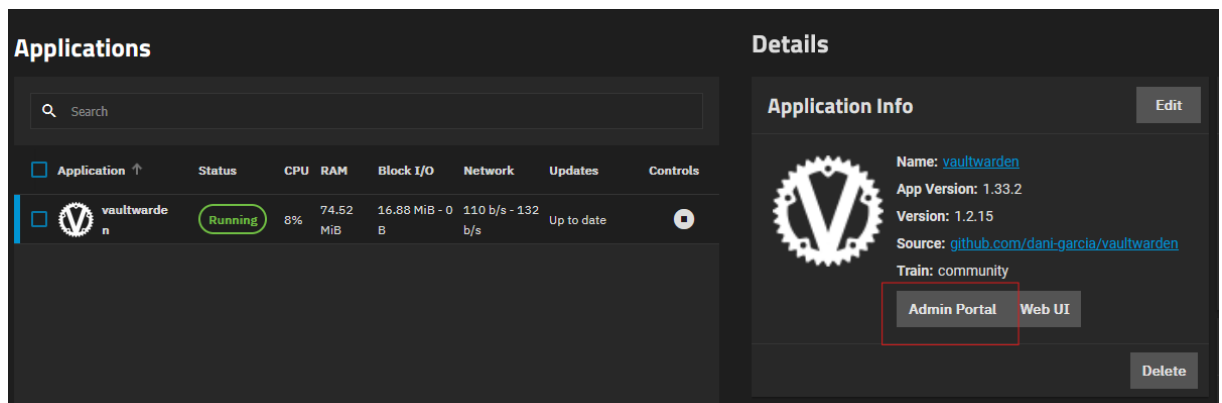 Applications
Search
Application ↑ Status CPU RAM Block I/O Network Updates Controls
vaultwarde
n
Running
8%
74.52
MiB
16.88 MiB - 0
B
110 b/s - 132
b/s
Up to date
Details
Application Info
Edit
Name: vaultwarden
App Version: 1.33.2
Version: 1.2.15
Source: github.com/dani-garcia/vaultwarden
Train: community
Admin Portal Web UI
Delete